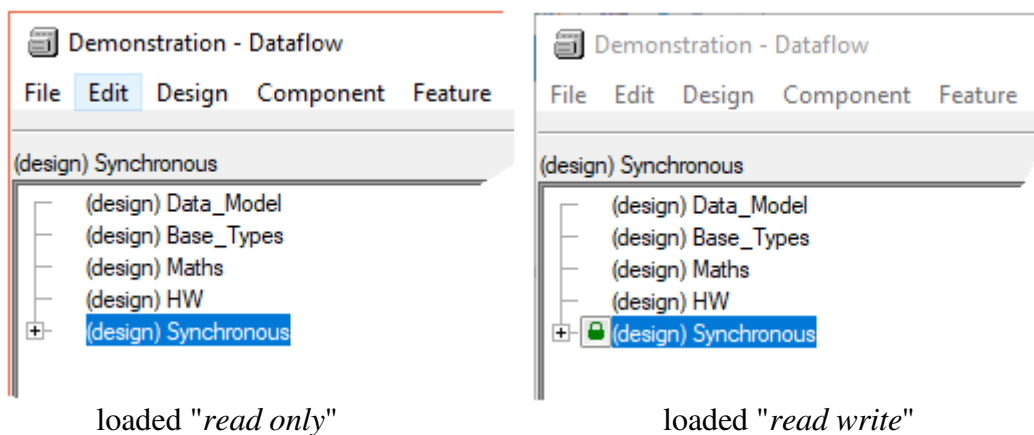 Demonstration - Dataflow
File Edit Design Component Feature
(design) Synchronous
(design) Data_Model
(design) Base_Types
(design) Maths
(design) HW
(design) Synchronous
loaded "read only"
Demonstration - Dataflow
File Edit Design Component Feature
(design) Synchronous
(design) Data_Model
(design) Base_Types
(design) Maths
(design) HW
(design) Synchronous
loaded "read write"